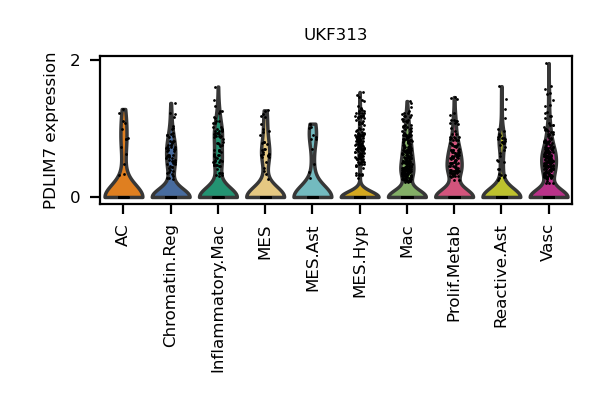 UKF313
PDLIM7 expression
2
0
AC
Chromatin.Reg
Inflammatory.Mac
MES
MES.Ast
MES.Hyp
Mac
Prolif.Metab
Reactive.Ast
Vasc